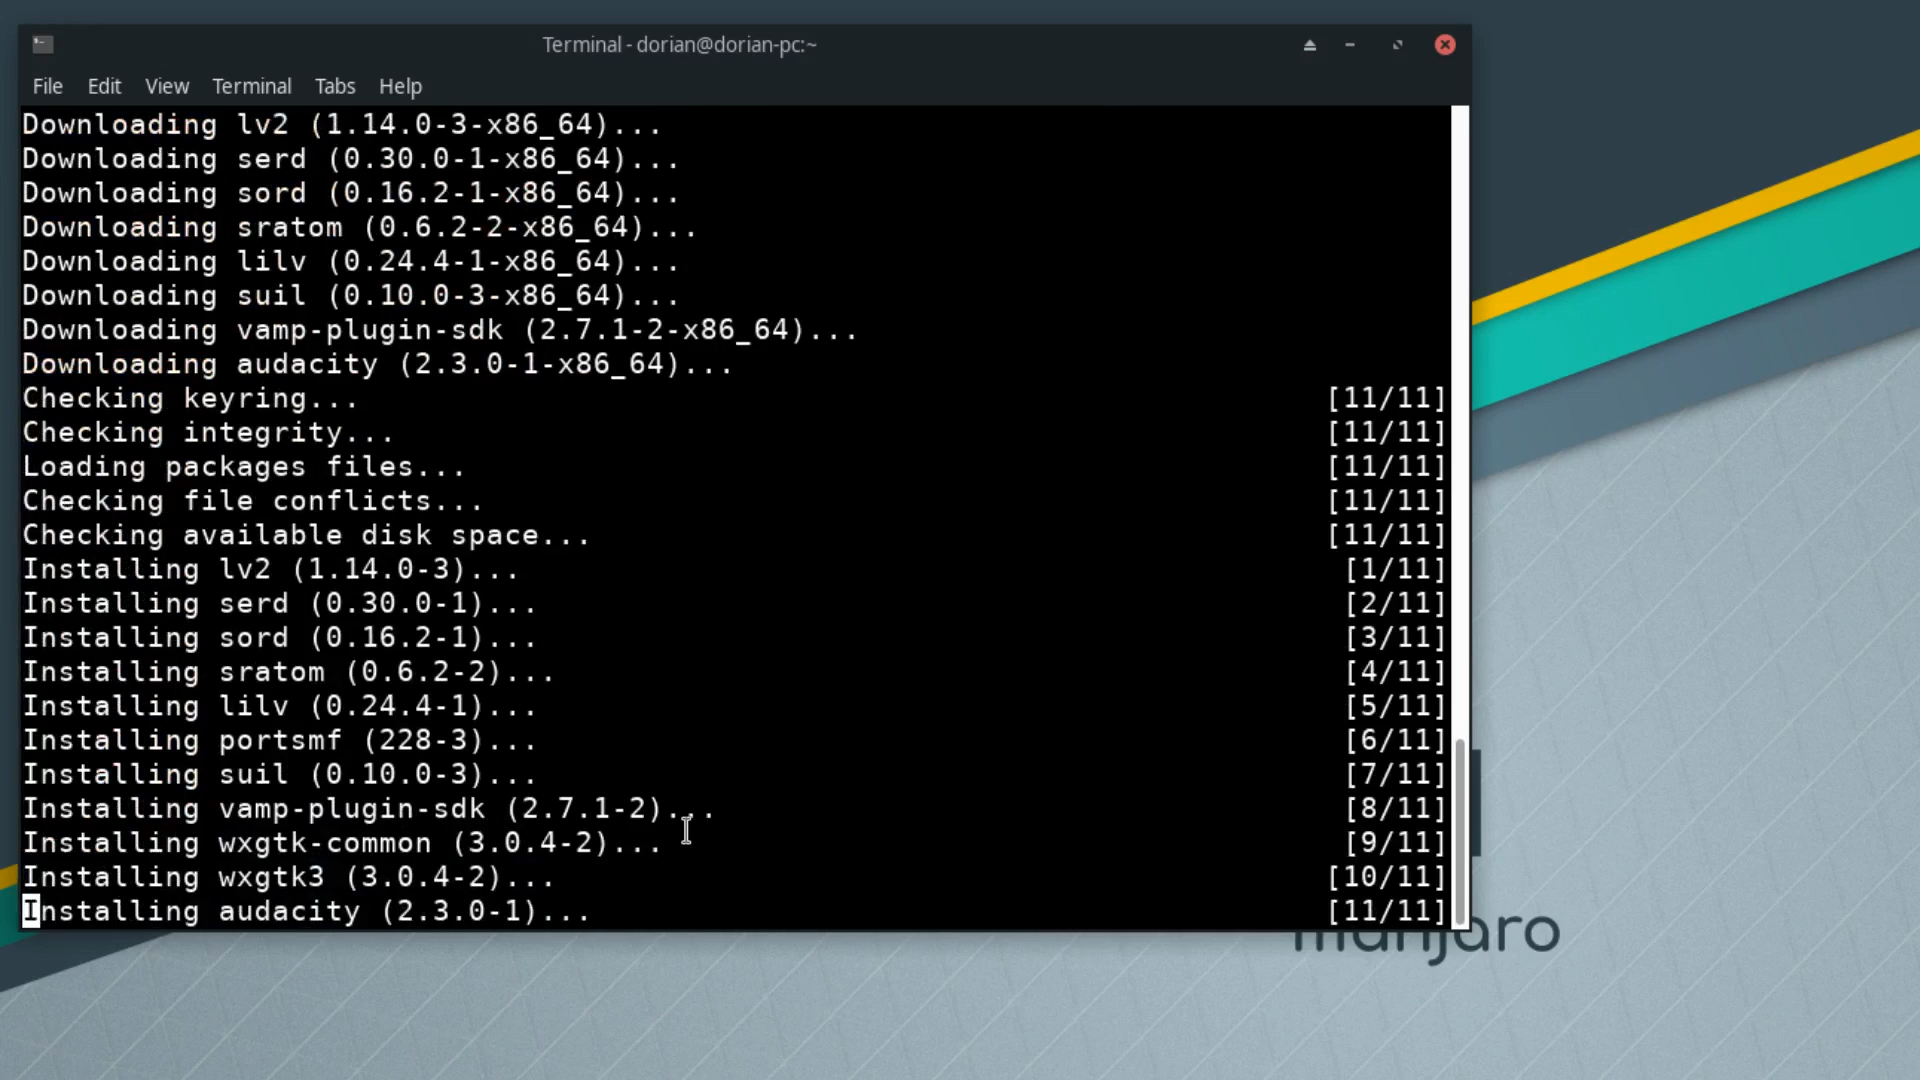 Terminal - dorian@dorian-pc:~
File Edit View Terminal Tabs Help
Downloading lv2 (1.14.0-3-x86_64)...
Downloading serd (0.30.0-1-x86_64)...
Downloading sord (0.16.2-1-x86_64)...
Downloading sratom (0.6.2-2-x86_64)...
Downloading lilv (0.24.4-1-x86_64)...
Downloading suil (0.10.0-3-x86_64)...
Downloading vamp-plugin-sdk (2.7.1-2-x86_64)...
Downloading audacity (2.3.0-1-x86_64)...
Checking keyring... [11/11]
Checking integrity... [11/11]
Loading packages files... [11/11]
Checking file conflicts... [11/11]
Checking available disk space... [11/11]
Installing lv2 (1.14.0-3)... [1/11]
Installing serd (0.30.0-1)... [2/11]
Installing sord (0.16.2-1)... [3/11]
Installing sratom (0.6.2-2)... [4/11]
Installing lilv (0.24.4-1)... [5/11]
Installing portsmf (228-3)... [6/11]
Installing suil (0.10.0-3)... [7/11]
Installing vamp-plugin-sdk (2.7.1-2)... [8/11]
Installing wxgtk-common (3.0.4-2)... [9/11]
Installing wxgtk3 (3.0.4-2)... [10/11]
Installing audacity (2.3.0-1)... [11/11]
manjaro